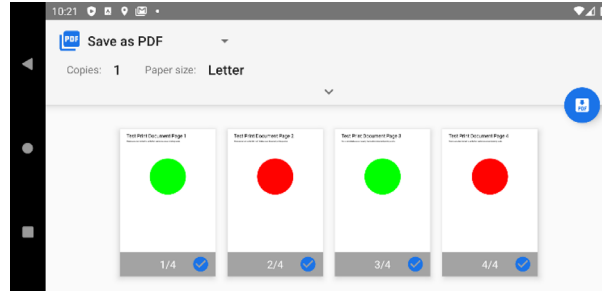 10:21
PDF Save as PDF
Copies: 1 Paper size: Letter
PDF
Test Print Document Page 1
Test Print Document Page 2
Test Print Document Page 3
Test Print Document Page 4
1/4
2/4
3/4
4/4